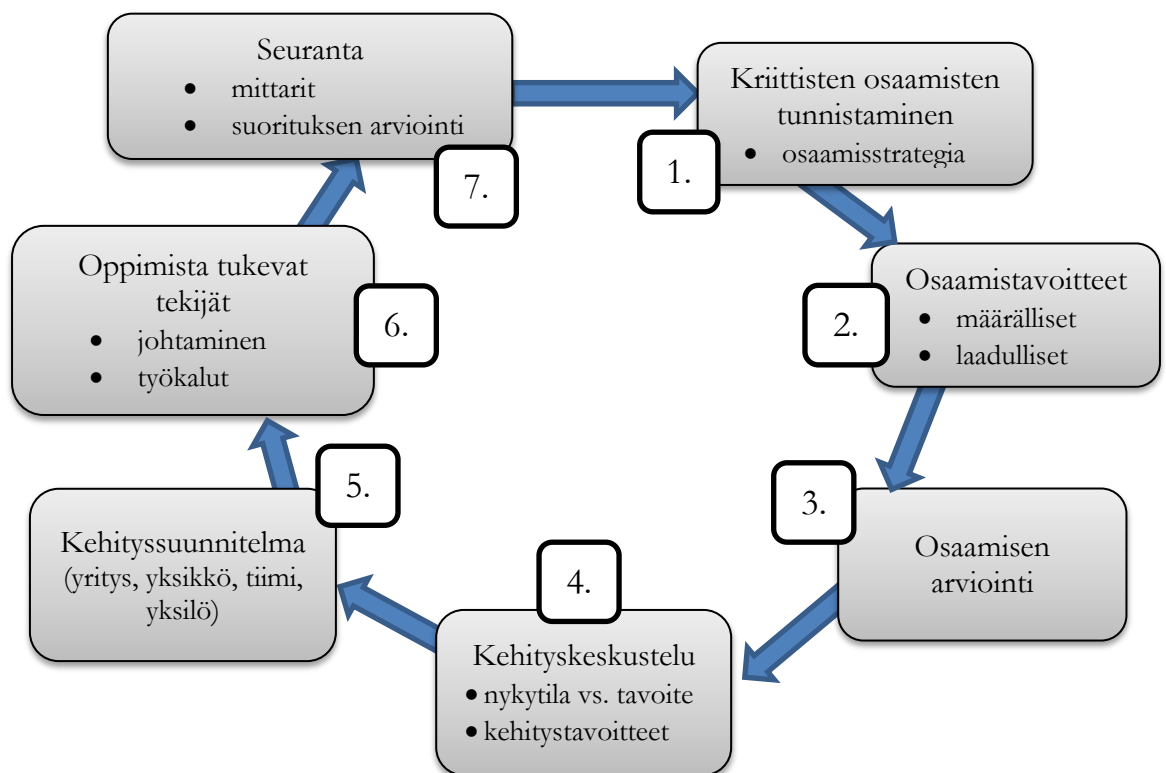 1.
Kriittisten osaamisten
tunnistaminen
• osaamisstrategia
2.
Osaamistavoitteet
• määrälliset
• laadulliset
3.
Osaamisen
arviointi
4.
Kehityskeskustelu
• nykytila vs. tavoite
• kehitystavoitteet
5.
Kehityssuunnitelma
(yritys, yksikkö, tiimi,
yksilö)
6.
Oppimista tukevat
tekijät
• johtaminen
• työkalut
7.
Seuranta
• mittarit
• suorituksen arviointi